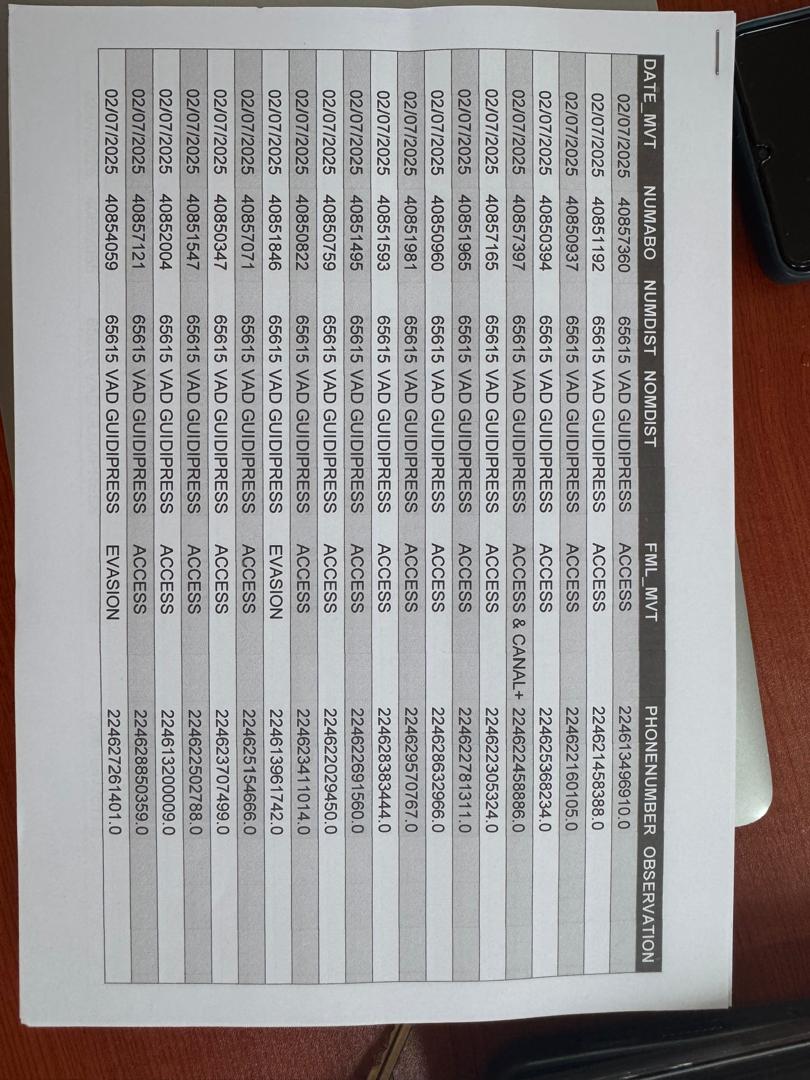 DATE_MVT NUMABO NUMDIST NOMDIST FML_MVT PHONENUMBER OBSERVATION
02/07/2025 40857360 65615 VAD GUIDIPRESS ACCESS 224613496910.0
02/07/2025 40851192 65615 VAD GUIDIPRESS ACCESS 224621458388.0
02/07/2025 40850937 65615 VAD GUIDIPRESS ACCESS 224622160105.0
02/07/2025 40850394 65615 VAD GUIDIPRESS ACCESS 224625368234.0
02/07/2025 40857397 65615 VAD GUIDIPRESS ACCESS & CANAL+ 224622458886.0
02/07/2025 40857165 65615 VAD GUIDIPRESS ACCESS 224622305324.0
02/07/2025 40851965 65615 VAD GUIDIPRESS ACCESS 224622781311.0
02/07/2025 40850960 65615 VAD GUIDIPRESS ACCESS 224628632966.0
02/07/2025 40851981 65615 VAD GUIDIPRESS ACCESS 224629570767.0
02/07/2025 40851593 65615 VAD GUIDIPRESS ACCESS 224628383444.0
02/07/2025 40851495 65615 VAD GUIDIPRESS ACCESS 224622691560.0
02/07/2025 40850759 65615 VAD GUIDIPRESS ACCESS 224622029450.0
02/07/2025 40850822 65615 VAD GUIDIPRESS ACCESS 224623411014.0
02/07/2025 40851846 65615 VAD GUIDIPRESS EVASION 224613961742.0
02/07/2025 40857071 65615 VAD GUIDIPRESS ACCESS 224625154666.0
02/07/2025 40850347 65615 VAD GUIDIPRESS ACCESS 224623707499.0
02/07/2025 40851547 65615 VAD GUIDIPRESS ACCESS 224622502788.0
02/07/2025 40852004 65615 VAD GUIDIPRESS ACCESS 224613200009.0
02/07/2025 40857121 65615 VAD GUIDIPRESS ACCESS 224628850359.0
02/07/2025 40854059 65615 VAD GUIDIPRESS EVASION 224627261401.0